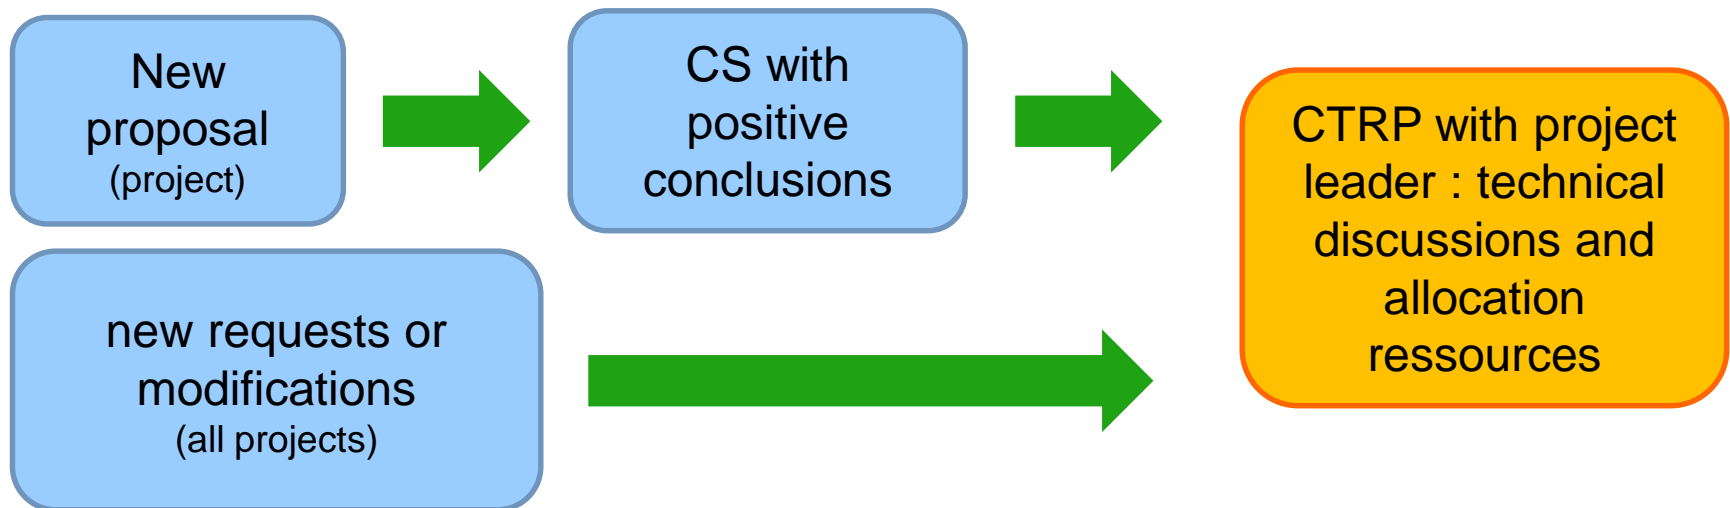 New
proposal
(project)
CS with
positive
conclusions
CTRP with project
leader : technical
discussions and
allocation
ressources
new requests or
modifications
(all projects)